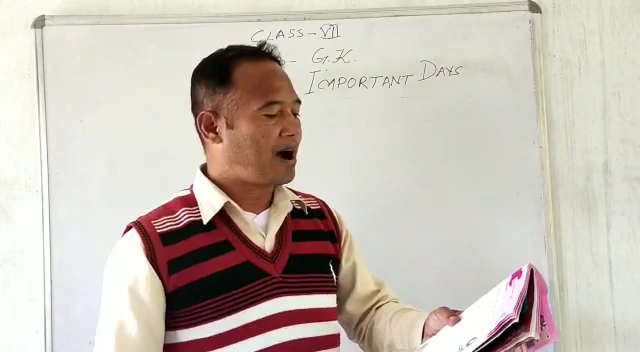 CLASS - VII
- G.K.
IMPORTANT DAYS